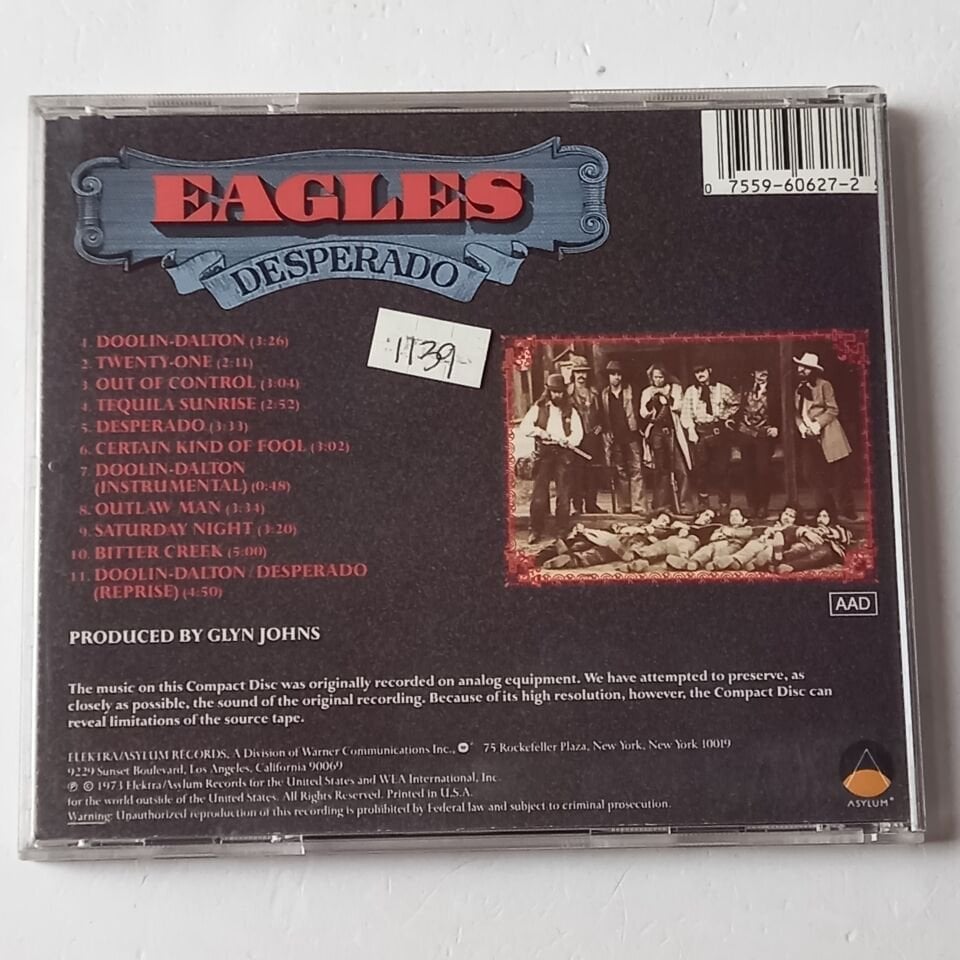 EAGLES
DESPERADO
0 7559-60627-2
1739-
1. DOOLIN-DALTON (3:26)
2. TWENTY-ONE (2:11)
3. OUT OF CONTROL (3:04)
4. TEQUILA SUNRISE (2:52)
5. DESPERADO (3:33)
6. CERTAIN KIND OF FOOL (3:02)
7. DOOLIN-DALTON
(INSTRUMENTAL) (0:48)
8. OUTLAW MAN (3:34)
9. SATURDAY NIGHT (3:20)
10. BITTER CREEK (5:00)
11. DOOLIN-DALTON/DESPERADO
(REPRISE) (4:50)
AAD
PRODUCED BY GLYN JOHNS
The music on this Compact Disc was originally recorded on analog equipment. We have attempted to preserve, as
closely as possible, the sound of the original recording. Because of its high resolution, however, the Compact Disc can
reveal limitations of the source tape.
ELEKTRA/ASYLUM RECORDS, A Division of Warner Communications Inc., 75 Rockefeller Plaza, New York, New York 10019
9229 Sunset Boulevard, Los Angeles, California 90069
℗ © 1973 Elektra/Asylum Records for the United States and WEA International, Inc.
for the world outside of the United States. All Rights Reserved. Printed in U.S.A.
Warning: Unauthorized reproduction of this recording is prohibited by Federal law and subject to criminal prosecution.
ASYLUM®